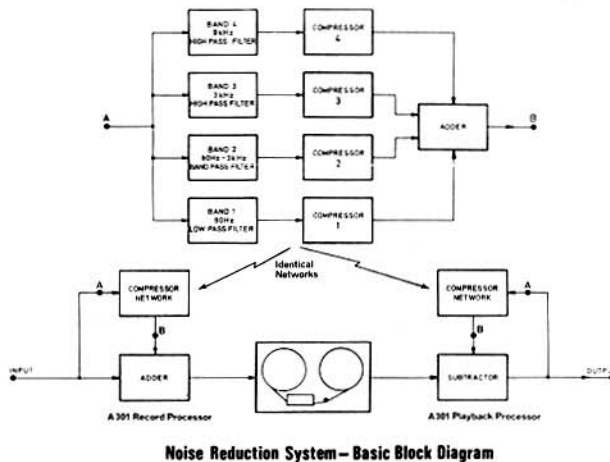 BAND 4
9kHz
HIGH PASS FILTER
COMPRESSOR
4
BAND 3
3kHz
HIGH PASS FILTER
COMPRESSOR
3
A
ADDER
B
BAND 2
80Hz-3kHz
BAND PASS FILTER
COMPRESSOR
2
BAND 1
80Hz
LOW PASS FILTER
COMPRESSOR
1
Identical
Networks
A
COMPRESSOR
NETWORK
B
COMPRESSOR
NETWORK
A
B
INPUT
ADDER
SUBTRACTOR
OUTPUT
A301 Record Processor
A301 Playback Processor
Noise Reduction System – Basic Block Diagram